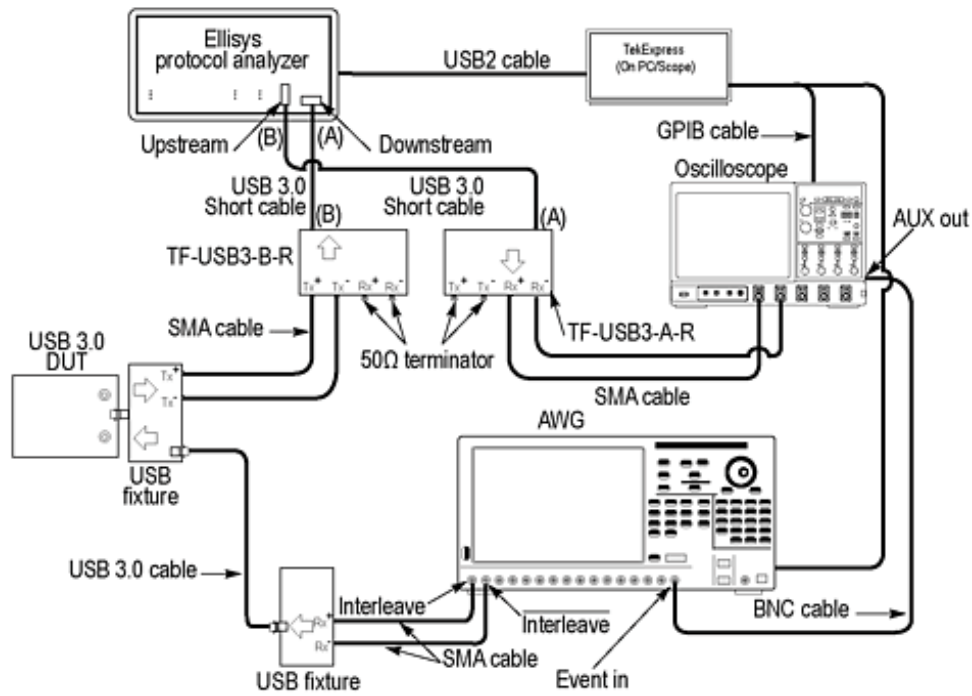 Ellisys
protocol analyzer
USB2 cable
TekExpress
(On PC/Scope)
Upstream
(B)
(A)
Downstream
GPIB cable
Oscilloscope
AUX out
USB 3.0
Short cable
(B)
USB 3.0
Short cable
(A)
TF-USB3-B-R
Tx+
Tx-
Rx+
Rx-
Tx+
Tx-
Rx+
Rx-
SMA cable
50Ω terminator
TF-USB3-A-R
USB 3.0
DUT
Tx+
Tx-
SMA cable
AWG
USB
fixture
USB 3.0 cable
Interleave
Interleave
BNC cable
Rx+
Rx-
SMA cable
USB fixture
Event in